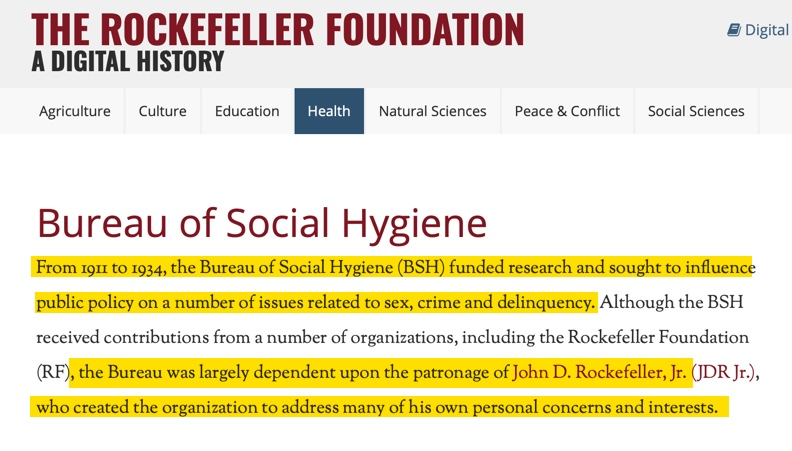 THE ROCKEFELLER FOUNDATION
A DIGITAL HISTORY
Digital
Agriculture Culture Education Health Natural Sciences Peace & Conflict Social Sciences
Bureau of Social Hygiene
From 1911 to 1934, the Bureau of Social Hygiene (BSH) funded research and sought to influence
public policy on a number of issues related to sex, crime and delinquency. Although the BSH
received contributions from a number of organizations, including the Rockefeller Foundation
(RF), the Bureau was largely dependent upon the patronage of John D. Rockefeller, Jr. (JDR Jr.),
who created the organization to address many of his own personal concerns and interests.